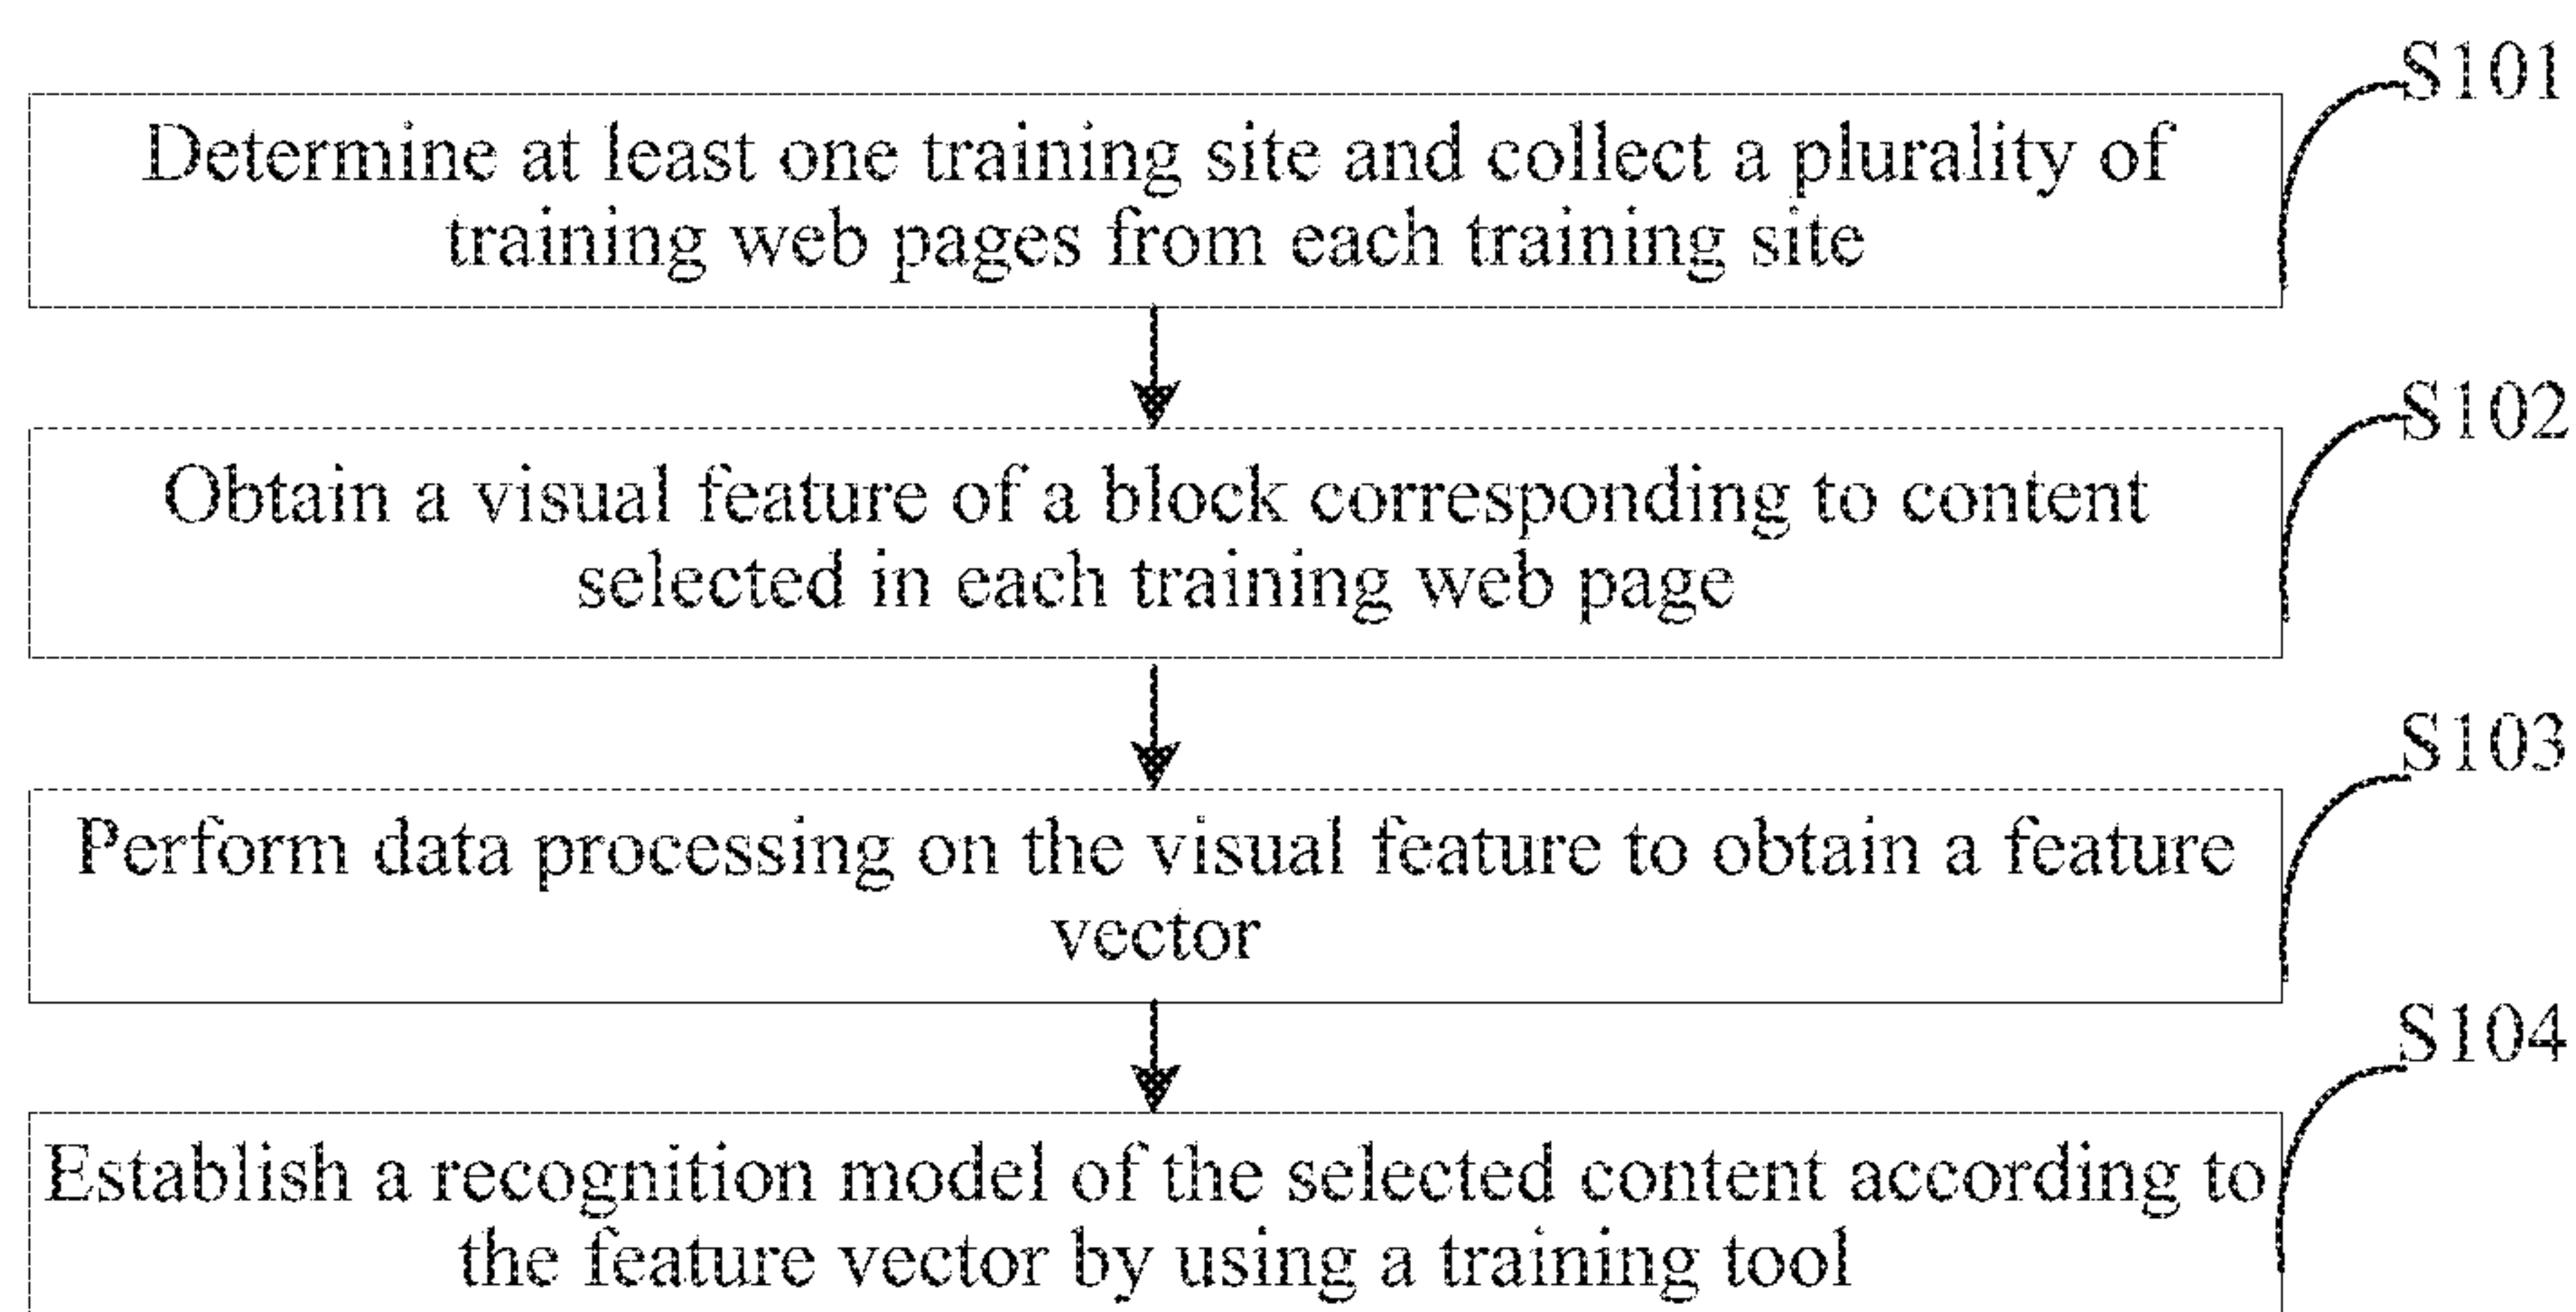 S101
Determine at least one training site and collect a plurality of
training web pages from each training site
S102
Obtain a visual feature of a block corresponding to content
selected in each training web page
S103
Perform data processing on the visual feature to obtain a feature
vector
S104
Establish a recognition model of the selected content according to
the feature vector by using a training tool